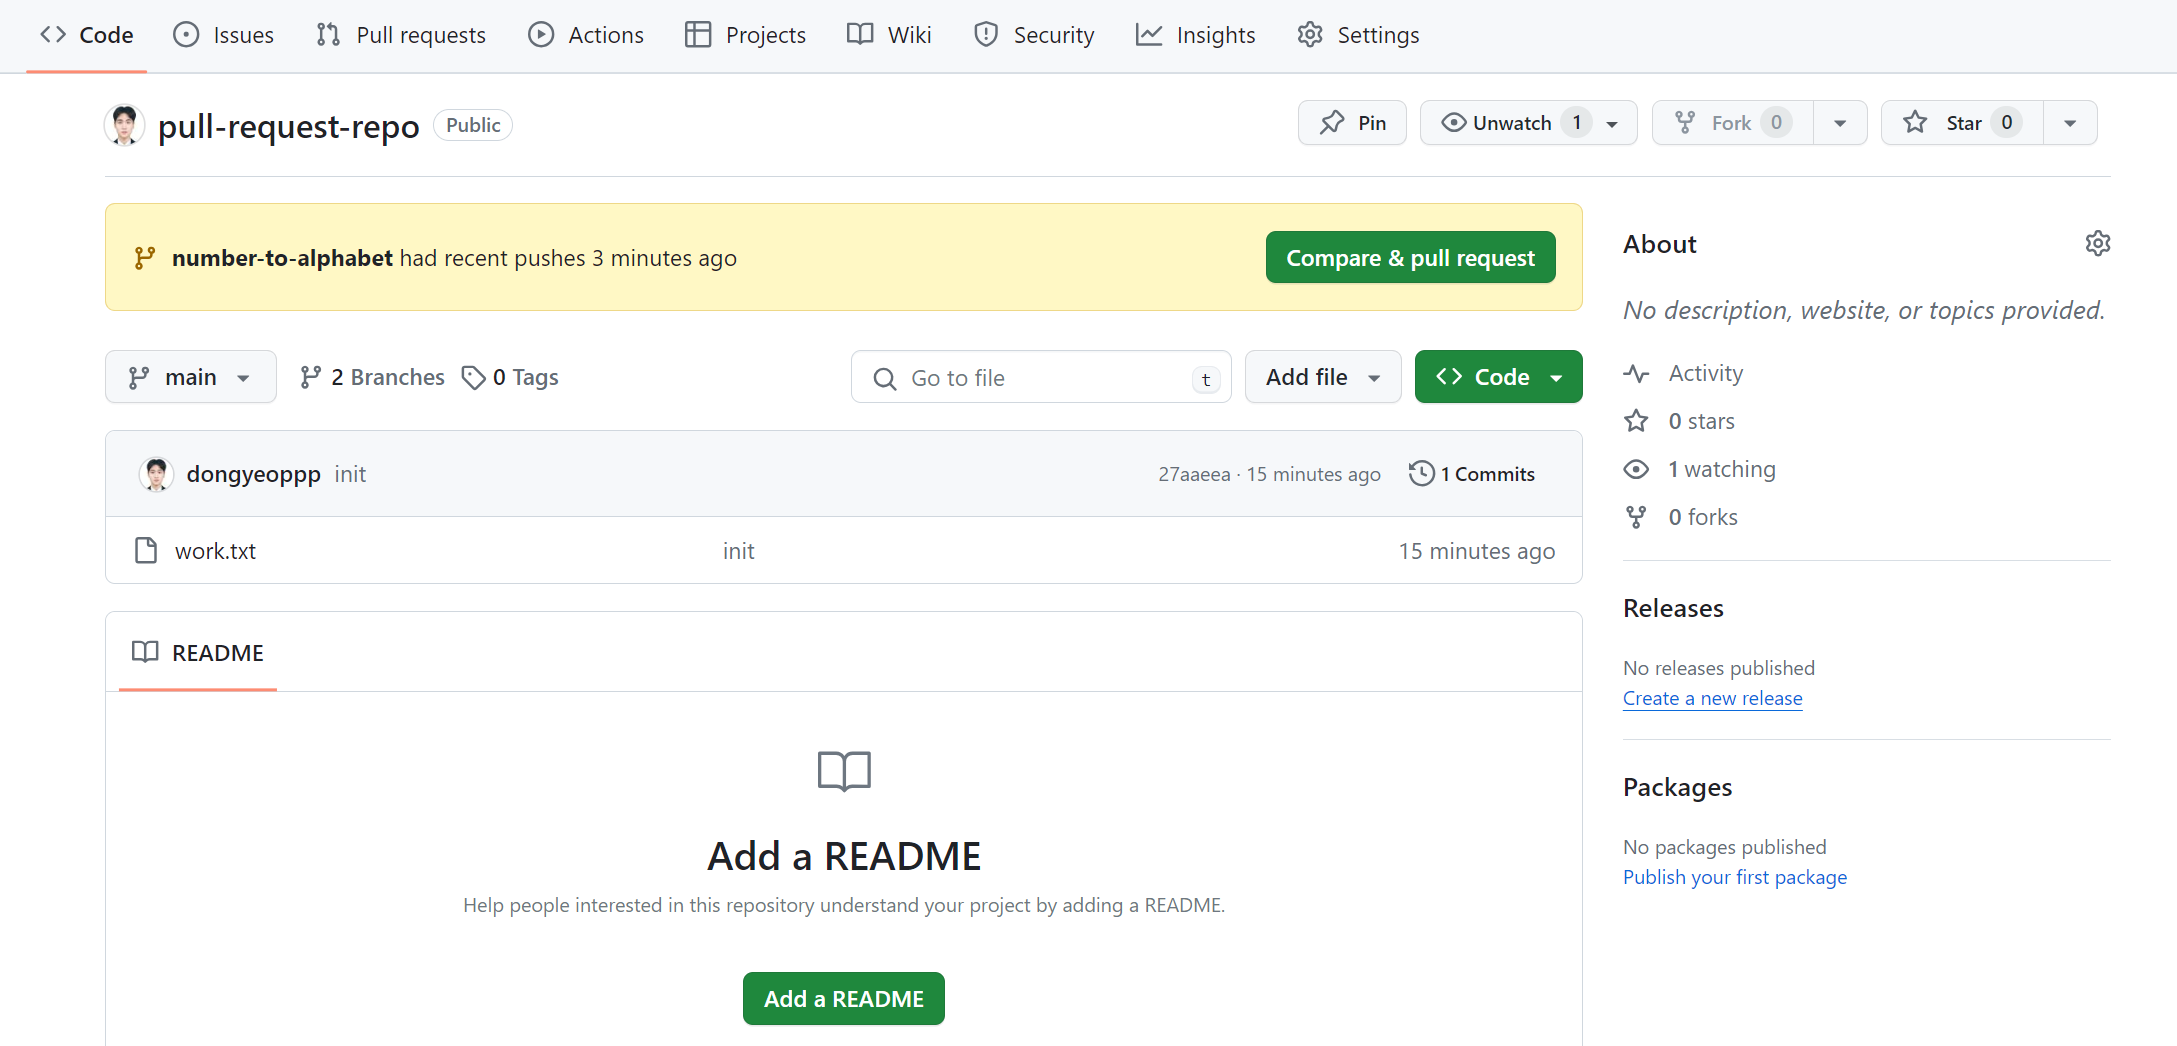 Code Issues Pull requests Actions Projects Wiki Security Insights Settings
pull-request-repo Public Pin Unwatch 1 Fork 0 Star 0
number-to-alphabet had recent pushes 3 minutes ago Compare & pull request
main 2 Branches 0 Tags Go to file t Add file Code
dongyeoppp init 27aaeea · 15 minutes ago 1 Commits
work.txt init 15 minutes ago
README
Add a README
Help people interested in this repository understand your project by adding a README.
Add a README
About
No description, website, or topics provided.
Activity
0 stars
1 watching
0 forks
Releases
No releases published
Create a new release
Packages
No packages published
Publish your first package